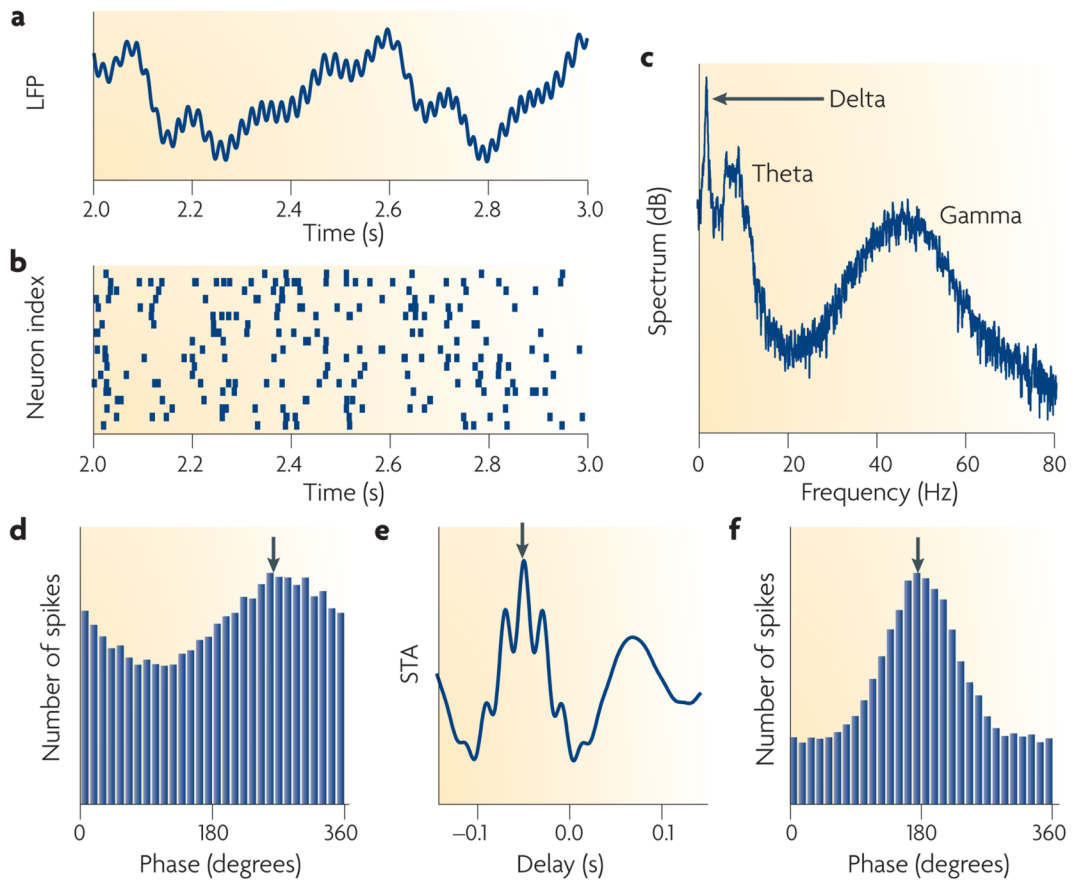 a
LFP
2.0 2.2 2.4 2.6 2.8 3.0
Time (s)
b
Neuron index
2.0 2.2 2.4 2.6 2.8 3.0
Time (s)
c
Spectrum (dB)
Delta
Theta
Gamma
0 20 40 60 80
Frequency (Hz)
d
Number of spikes
0 180 360
Phase (degrees)
e
STA
–0.1 0.0 0.1
Delay (s)
f
Number of spikes
0 180 360
Phase (degrees)